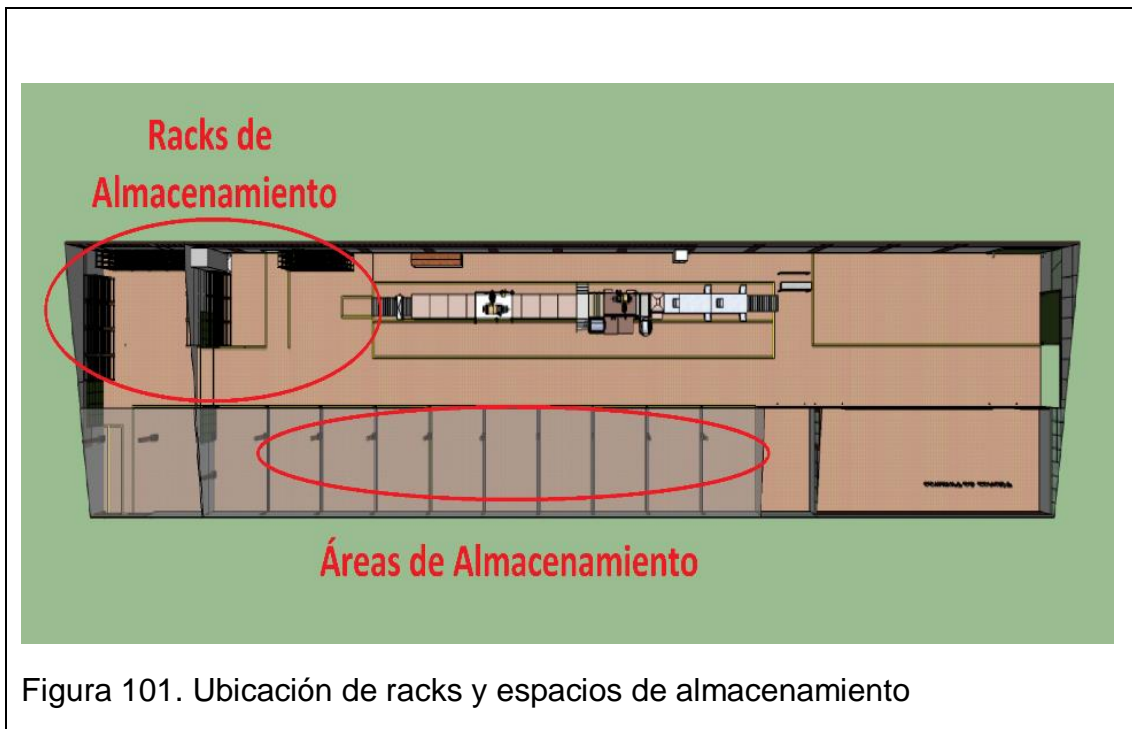 Racks de
Almacenamiento
Áreas de Almacenamiento
Figura 101. Ubicación de racks y espacios de almacenamiento